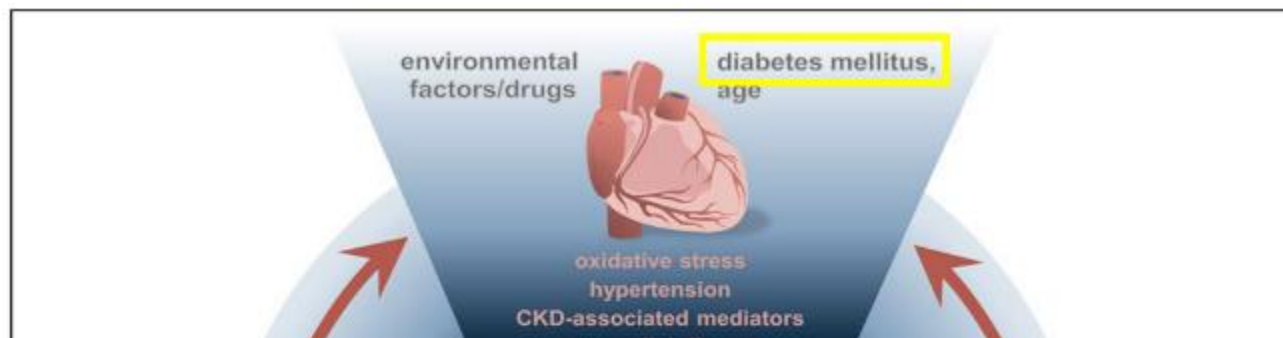 environmental
factors/drugs
diabetes mellitus,
age
oxidative stress
hypertension
CKD-associated mediators